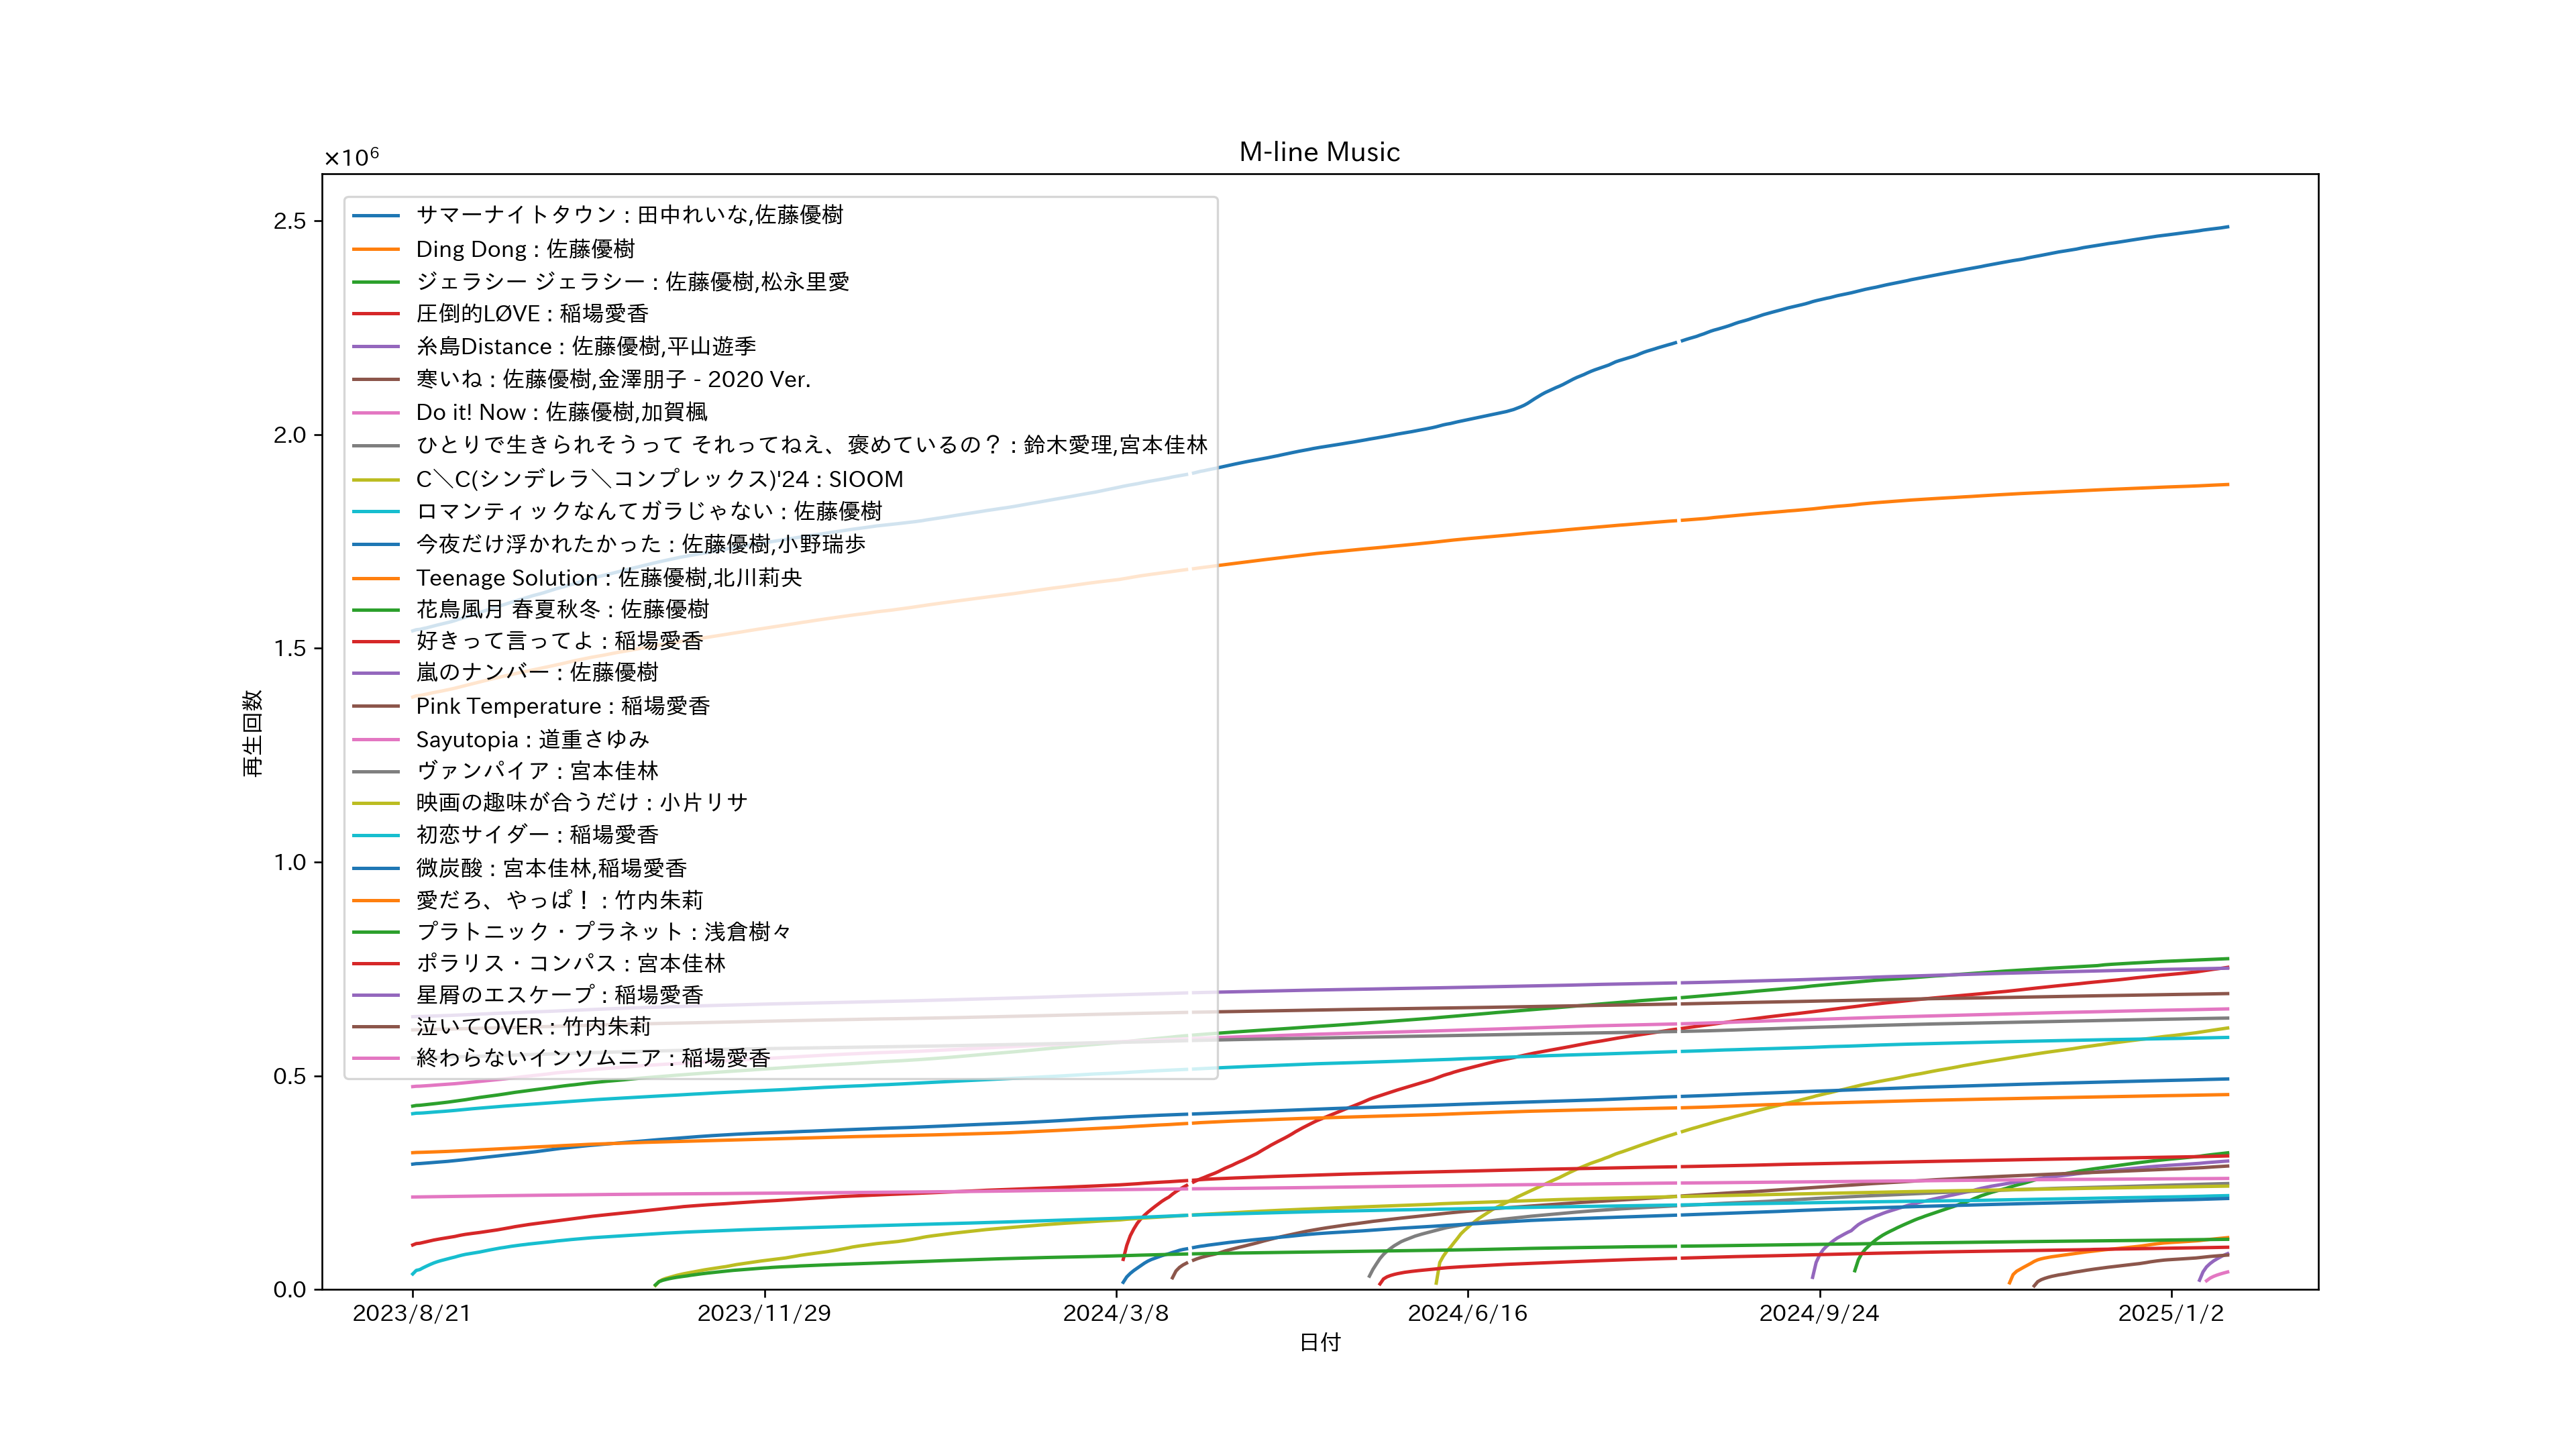 M-line Music
×10⁶
2.5
2.0
1.5
1.0
0.5
0.0
再生回数
サマーナイトタウン : 田中れいな,佐藤優樹
Ding Dong : 佐藤優樹
ジェラシー ジェラシー : 佐藤優樹,松永里愛
圧倒的LØVE : 稲場愛香
糸島Distance : 佐藤優樹,平山遊季
寒いね : 佐藤優樹,金澤朋子 - 2020 Ver.
Do it! Now : 佐藤優樹,加賀楓
ひとりで生きられそうって それってねえ、褒めているの？ : 鈴木愛理,宮本佳林
C＼C(シンデレラ＼コンプレックス)'24 : SIOOM
ロマンティックなんてガラじゃない : 佐藤優樹
今夜だけ浮かれたかった : 佐藤優樹,小野瑞歩
Teenage Solution : 佐藤優樹,北川莉央
花鳥風月 春夏秋冬 : 佐藤優樹
好きって言ってよ : 稲場愛香
嵐のナンバー : 佐藤優樹
Pink Temperature : 稲場愛香
Sayutopia : 道重さゆみ
ヴァンパイア : 宮本佳林
映画の趣味が合うだけ : 小片リサ
初恋サイダー : 稲場愛香
微炭酸 : 宮本佳林,稲場愛香
愛だろ、やっぱ！ : 竹内朱莉
プラトニック・プラネット : 浅倉樹々
ポラリス・コンパス : 宮本佳林
星屑のエスケープ : 稲場愛香
泣いてOVER : 竹内朱莉
終わらないインソムニア : 稲場愛香
2023/8/21
2023/11/29
2024/3/8
2024/6/16
2024/9/24
2025/1/2
日付